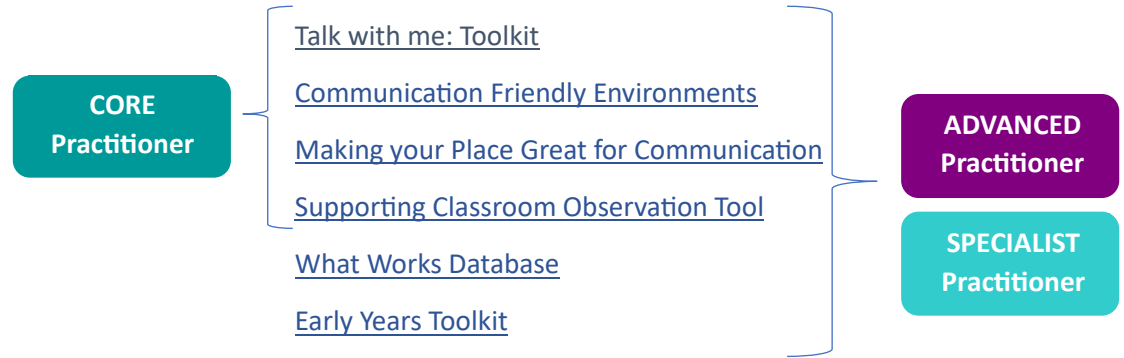 CORE
Practitioner
Talk with me: Toolkit
Communication Friendly Environments
Making your Place Great for Communication
Supporting Classroom Observation Tool
What Works Database
Early Years Toolkit
ADVANCED
Practitioner
SPECIALIST
Practitioner